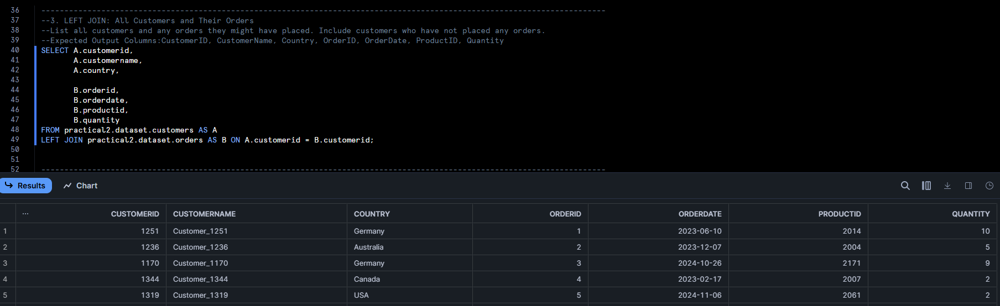 36 --------------------------------------------------------------------------------------------------------------------------
37 --3. LEFT JOIN: All Customers and Their Orders
38 --List all customers and any orders they might have placed. Include customers who have not placed any orders.
39 --Expected Output Columns:CustomerID, CustomerName, Country, OrderID, OrderDate, ProductID, Quantity
40 SELECT A.customerid,
41 A.customername,
42 A.country,
43
44 B.orderid,
45 B.orderdate,
46 B.productid,
47 B.quantity
48 FROM practical2.dataset.customers AS A
49 LEFT JOIN practical2.dataset.orders AS B ON A.customerid = B.customerid;
50
51
52 --------------------------------------------------------------------------------------------------------------------------
Results Chart
... CUSTOMERID CUSTOMERNAME COUNTRY ORDERID ORDERDATE PRODUCTID QUANTITY
1 1251 Customer_1251 Germany 1 2023-06-10 2014 10
2 1236 Customer_1236 Australia 2 2023-12-07 2004 5
3 1170 Customer_1170 Germany 3 2024-10-26 2171 9
4 1344 Customer_1344 Canada 4 2023-02-17 2007 2
5 1319 Customer_1319 USA 5 2024-11-06 2061 2